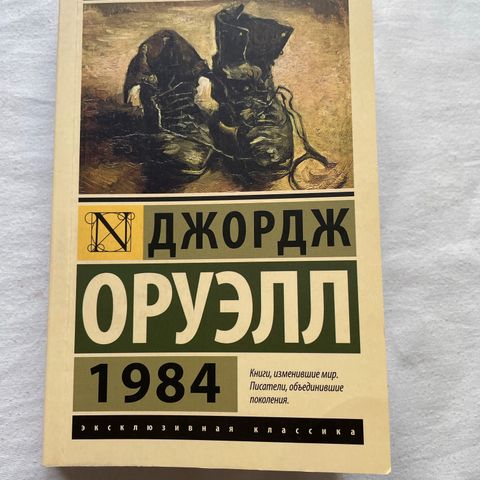 N
ДЖОРДЖ
ОРУЭЛЛ
1984
Книги, изменившие мир.
Писатели, объединившие
поколения.
эксклюзивная классика